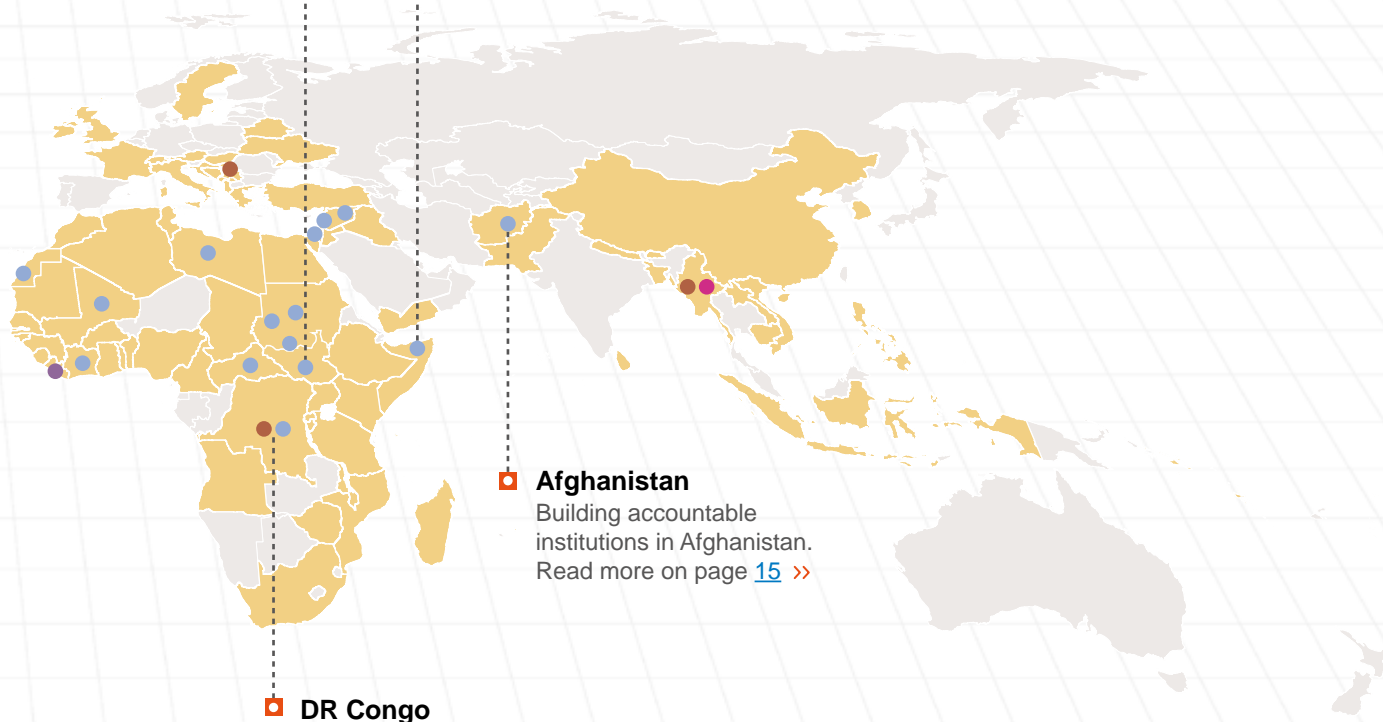 Afghanistan
Building accountable
institutions in Afghanistan.
Read more on page 15 >>
DR Congo